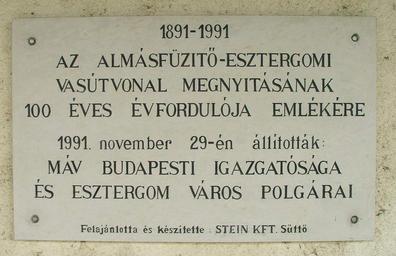 1891-1991
AZ ALMÁSFÜZITŐ-ESZTERGOMI
VASÚTVONAL MEGNYITÁSÁNAK
100 ÉVES ÉVFORDULÓJA EMLÉKÉRE
1991. november 29-én állították:
MÁV BUDAPESTI IGAZGATÓSÁGA
ÉS ESZTERGOM VÁROS POLGÁRAI
Felajánlotta és készítette: STEIN KFT. Süttő